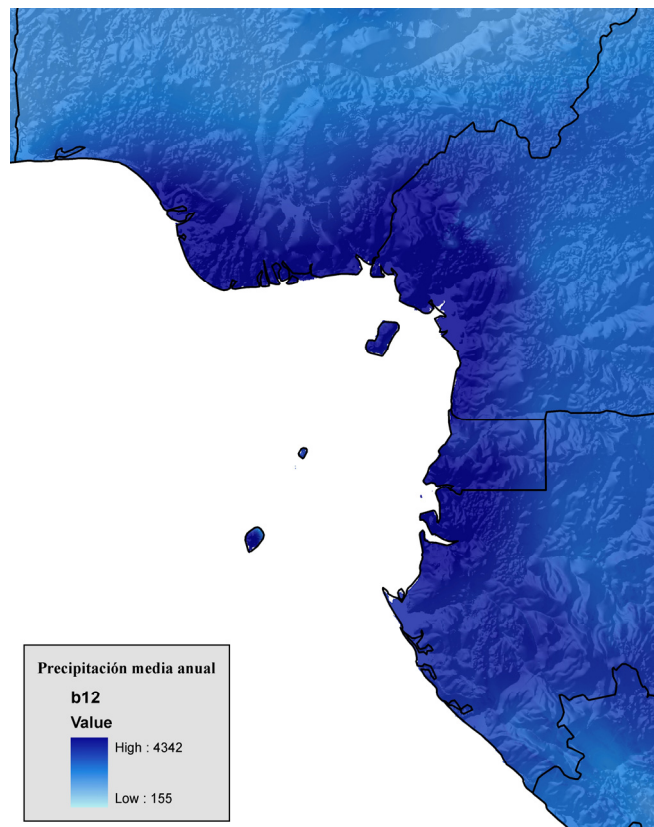 Precipitación media anual
b12
Value
High : 4342
Low : 155